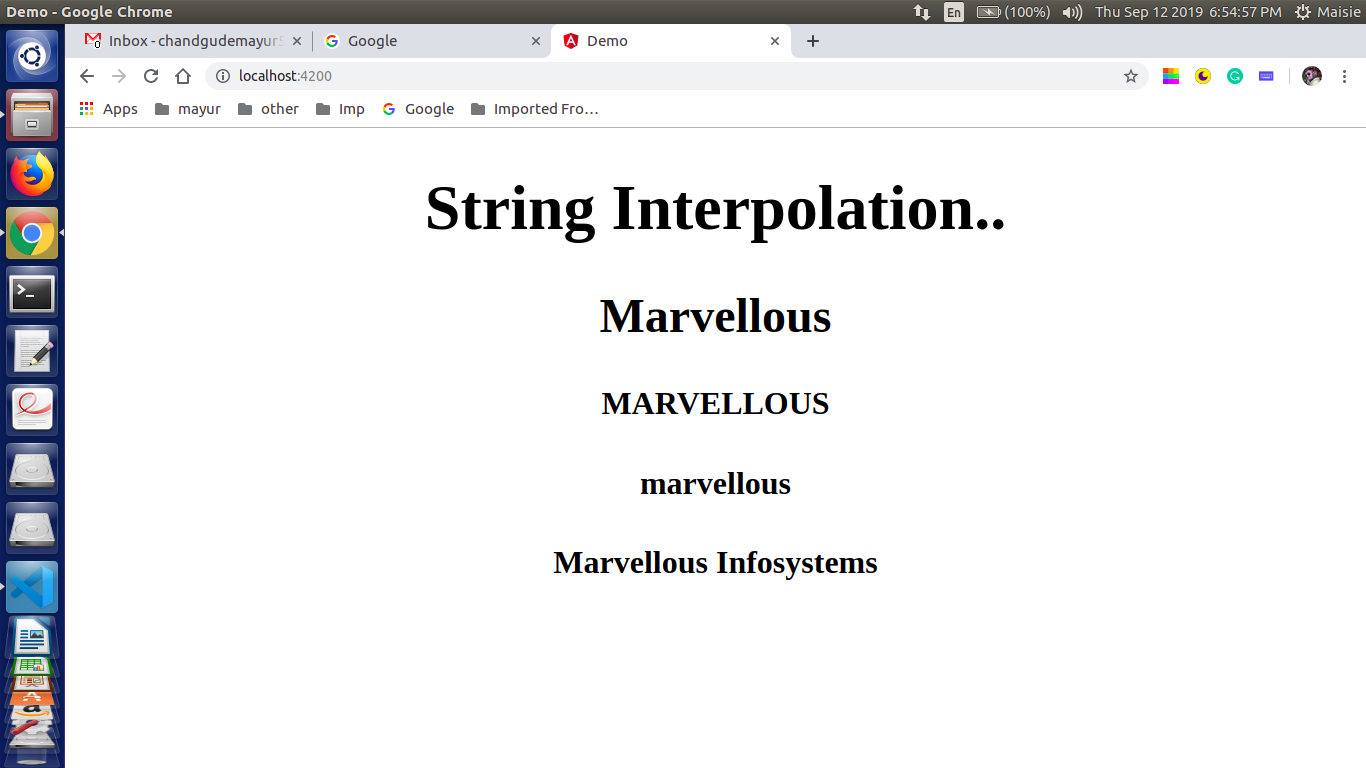 Demo - Google Chrome
En
(100%)
Thu Sep 12 2019 6:54:57 PM
Maisie
Inbox - chandgudemayur
Google
Demo
localhost:4200
Apps
mayur
other
Imp
Google
Imported Fro…
String Interpolation..
Marvellous
MARVELLOUS
marvellous
Marvellous Infosystems